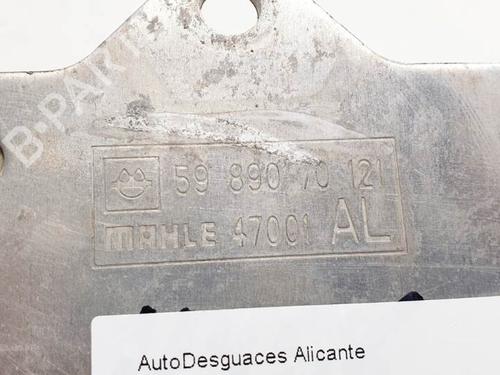 B-PARTS
59 890 70 121
MAHLE 47001 AL
AutoDesguaces Alicante